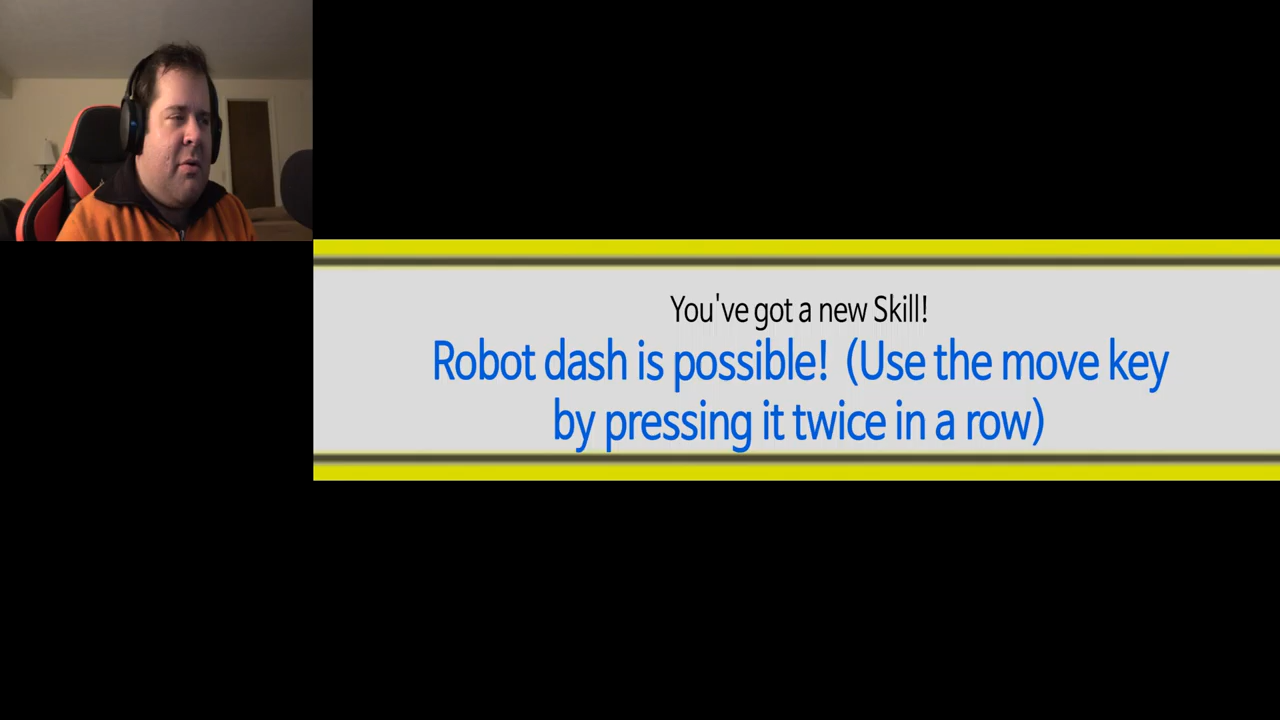 You've got a new Skill!
Robot dash is possible! (Use the move key
by pressing it twice in a row)